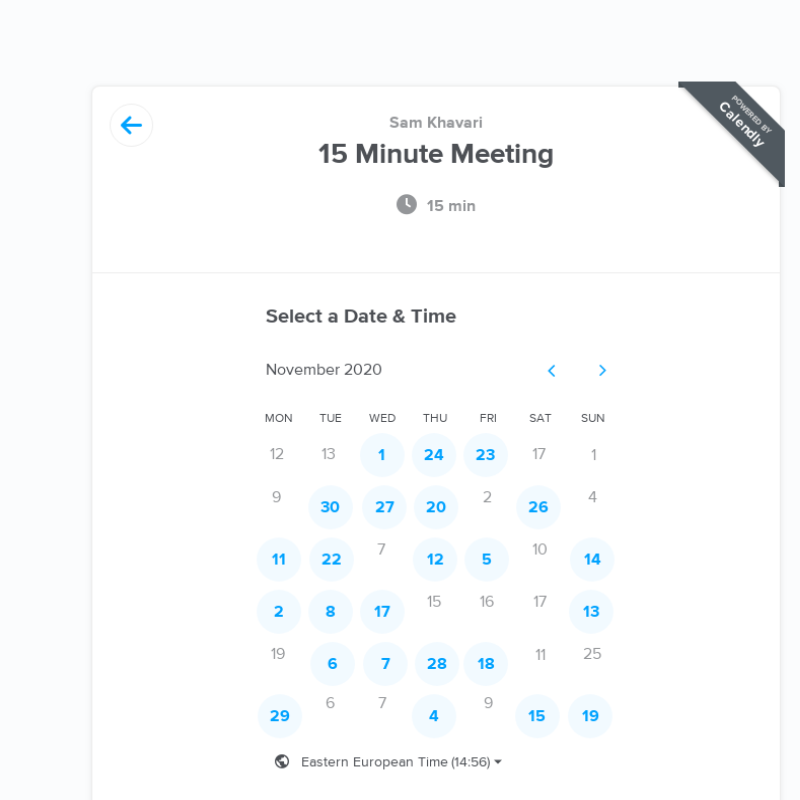 POWERED BY
Calendly
Sam Khavari
15 Minute Meeting
15 min
Select a Date & Time
November 2020
MON TUE WED THU FRI SAT SUN
12 13 1 24 23 17 1
9 30 27 20 2 26 4
11 22 7 12 5 10 14
2 8 17 15 16 17 13
19 6 7 28 18 11 25
29 6 7 4 9 15 19
Eastern European Time (14:56)